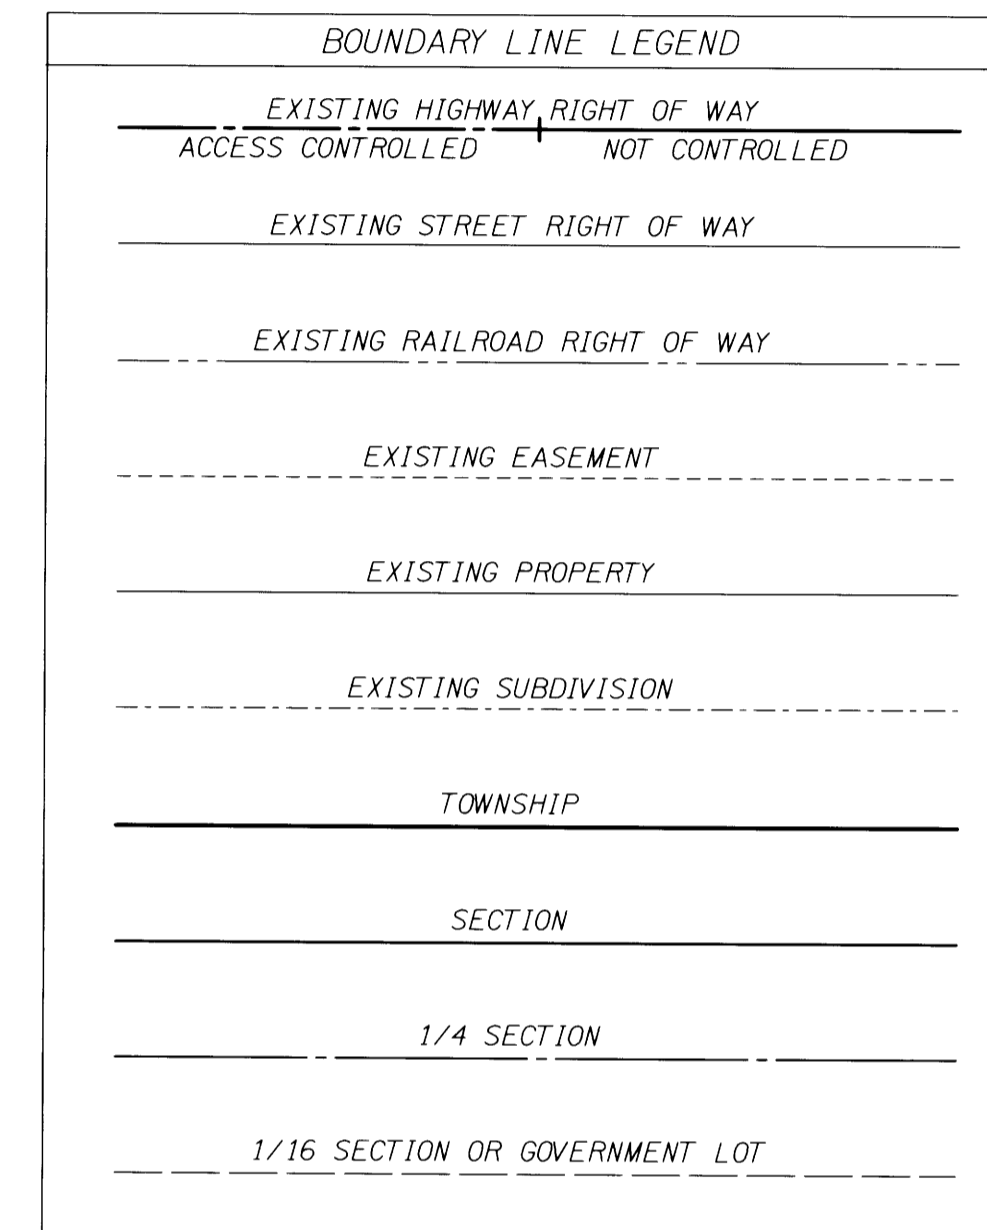 BOUNDARY LINE LEGEND
EXISTING HIGHWAY RIGHT OF WAY
ACCESS CONTROLLED NOT CONTROLLED
EXISTING STREET RIGHT OF WAY
EXISTING RAILROAD RIGHT OF WAY
EXISTING EASEMENT
EXISTING PROPERTY
EXISTING SUBDIVISION
TOWNSHIP
SECTION
1/4 SECTION
1/16 SECTION OR GOVERNMENT LOT